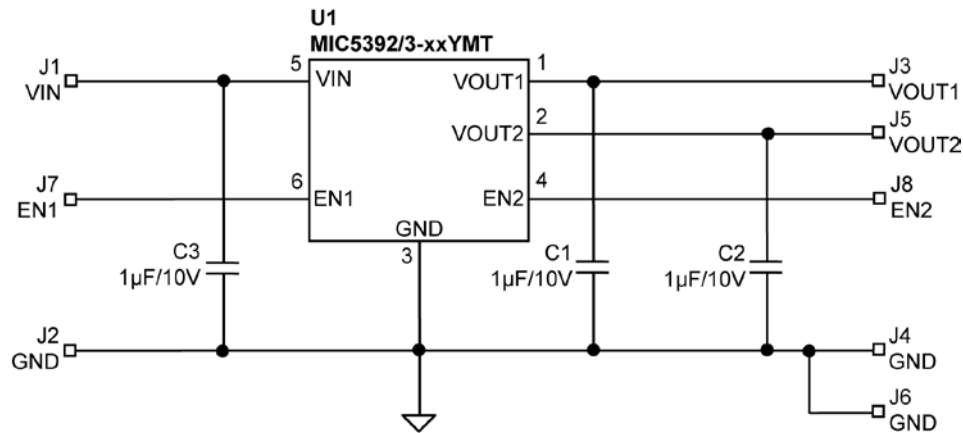 U1
MIC5392/3-xxYMT
J1
VIN
5
VIN
VOUT1
1
J3
VOUT1
VOUT2
2
J5
VOUT2
J7
EN1
6
EN1
EN2
4
J8
EN2
GND
3
C3
1µF/10V
C1
1µF/10V
C2
1µF/10V
J2
GND
J4
GND
J6
GND